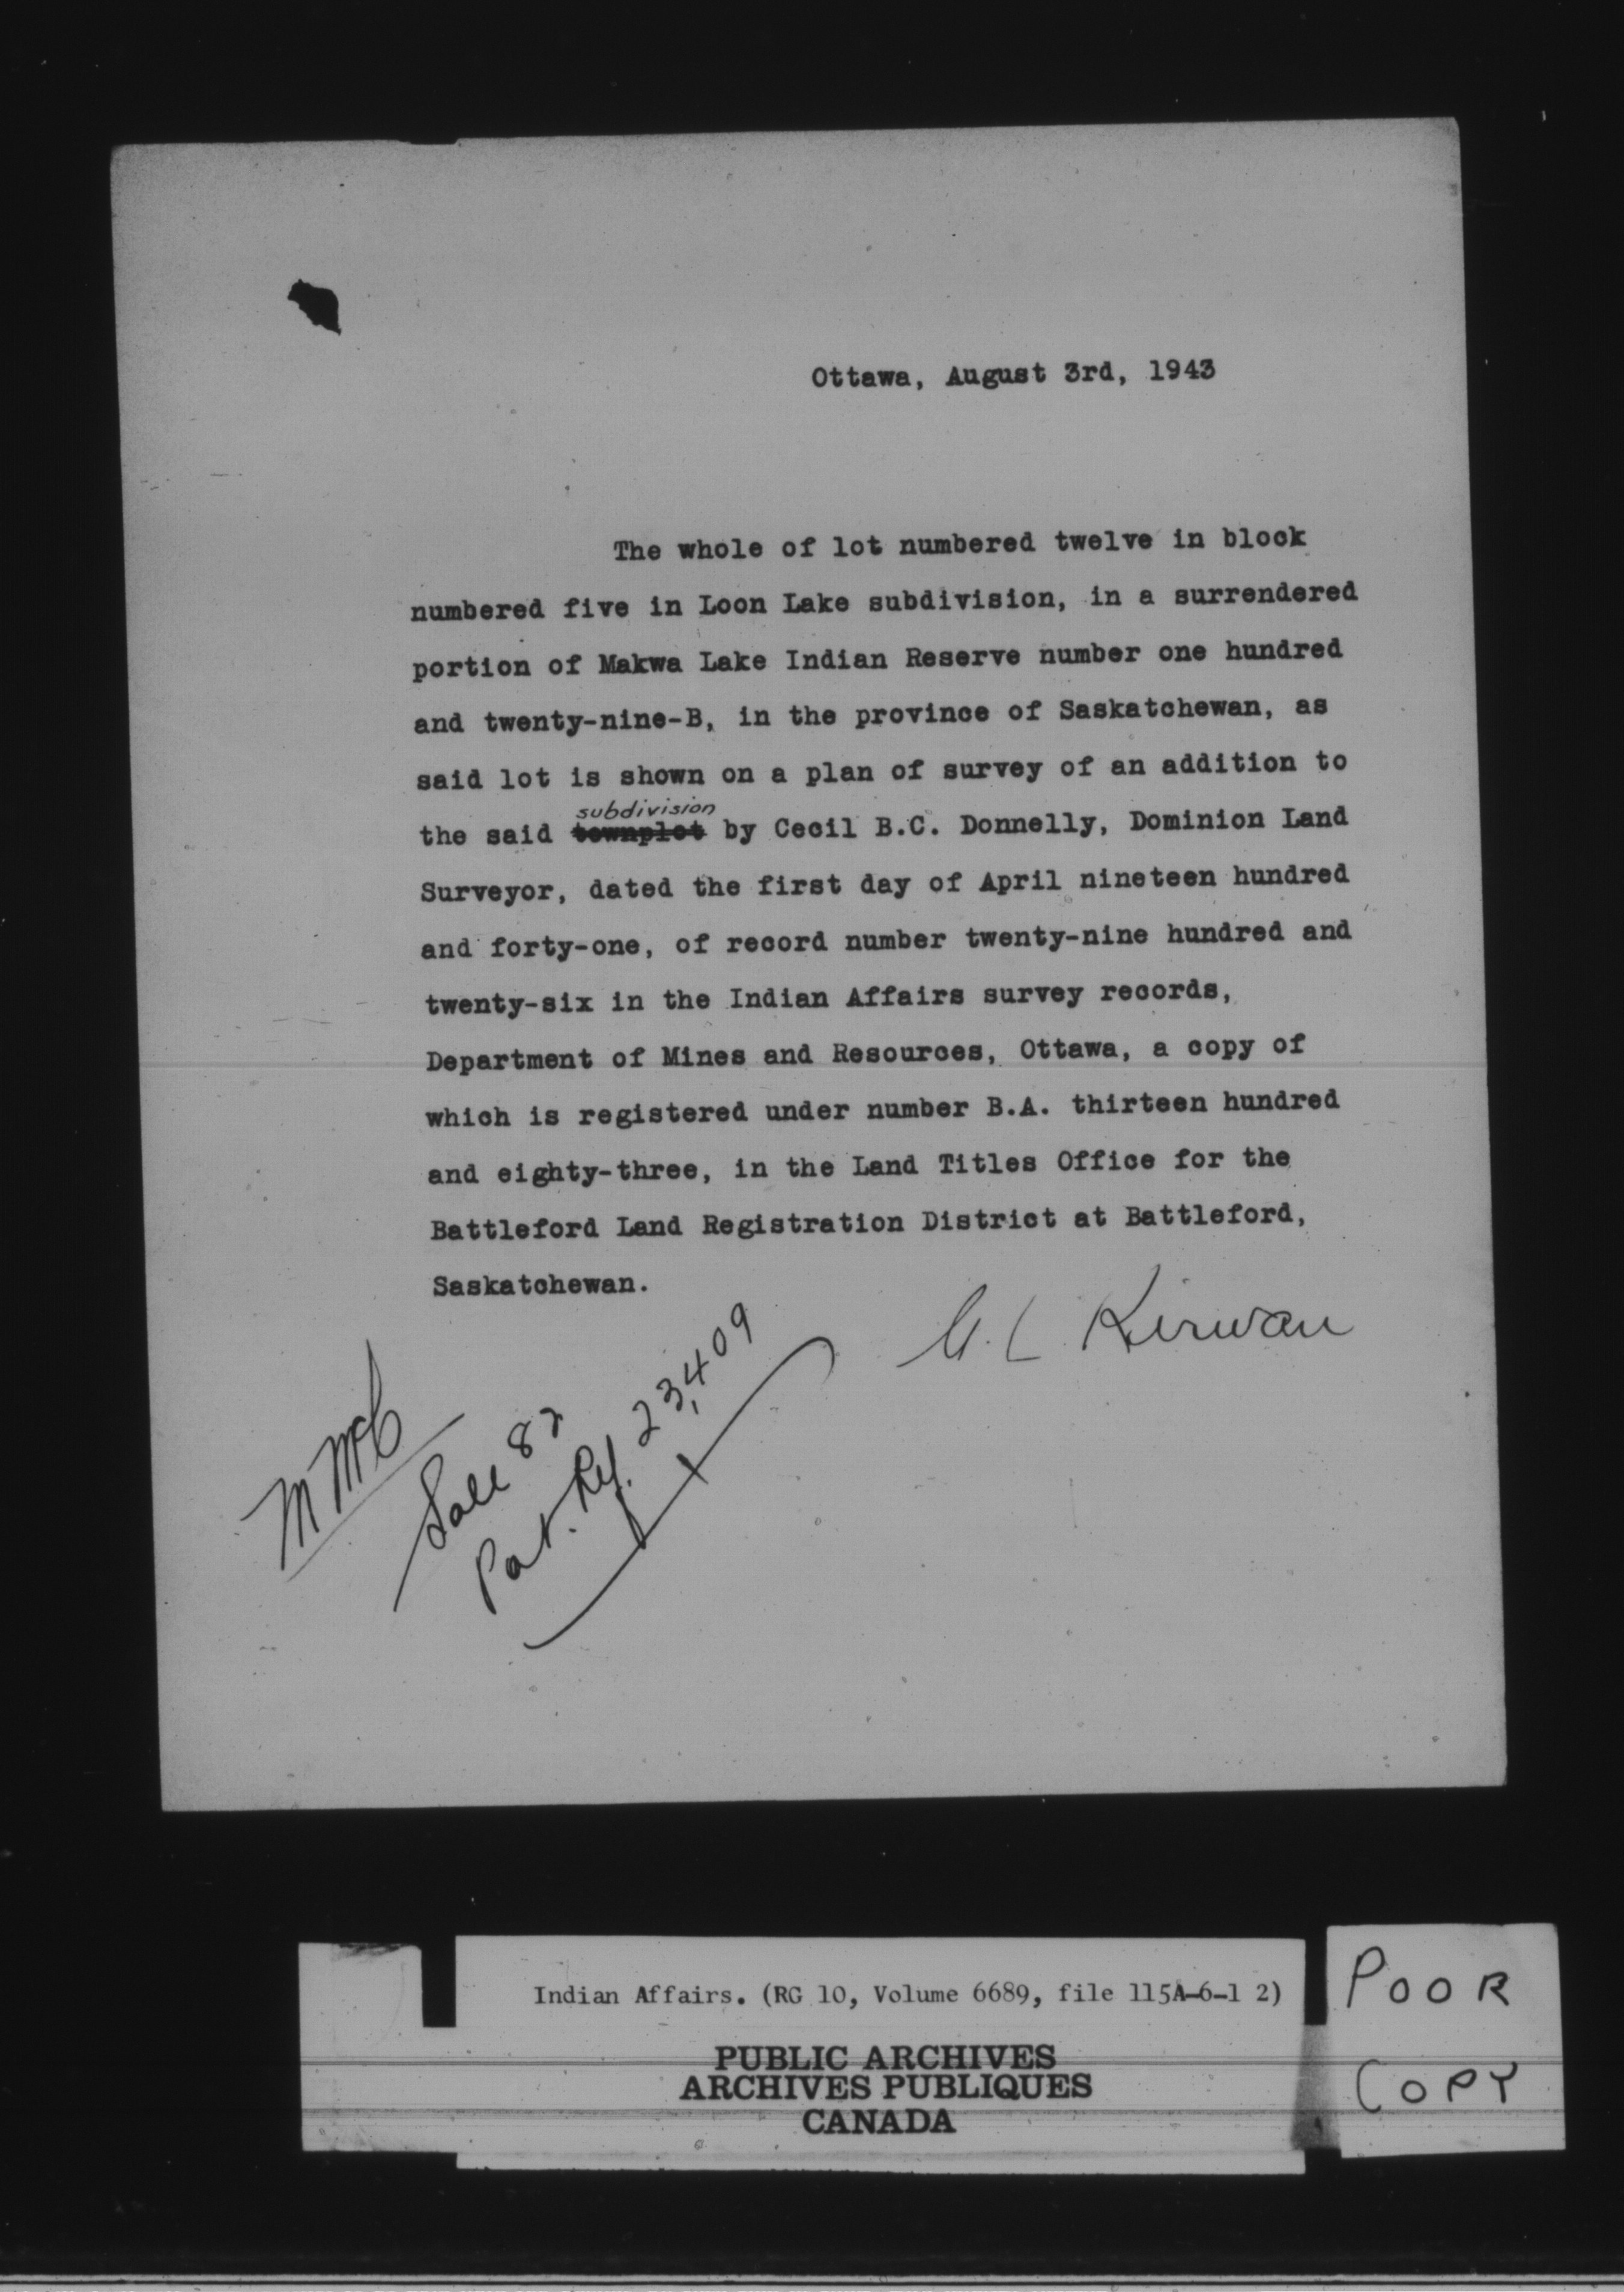 Ottawa, August 3rd, 1943
The whole of lot numbered twelve in block
numbered five in Loon Lake subdivision, in a surrendered
portion of Makwa Lake Indian Reserve number one hundred
and twenty-nine-B, in the province of Saskatchewan, as
said lot is shown on a plan of survey of an addition to
subdivision
the said townplot by Cecil B.C. Donnelly, Dominion Land
Surveyor, dated the first day of April nineteen hundred
and forty-one, of record number twenty-nine hundred and
twenty-six in the Indian Affairs survey records,
Department of Mines and Resources, Ottawa, a copy of
which is registered under number B.A. thirteen hundred
and eighty-three, in the Land Titles Office for the
Battleford Land Registration District at Battleford,
Saskatchewan.
Kirwan
Sale 82
Pat. Ref. 23,409
Indian Affairs. (RG 10, Volume 6689, file 115A-6-1 2)
PUBLIC ARCHIVES
ARCHIVES PUBLIQUES
CANADA
POOR
COPY